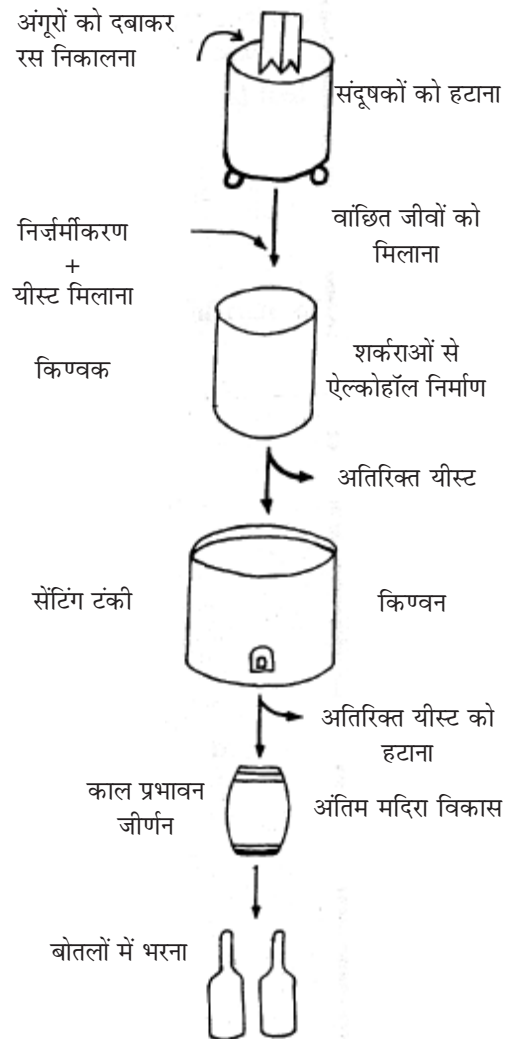 अंगूरों को दबाकर
रस निकालना
संदूषकों को हटाना
वांछित जीवों को
मिलाना
निर्ज़र्मीकरण
+
यीस्ट मिलाना
किण्वक
शर्कराओं से
ऐल्कोहॉल निर्माण
अतिरिक्त यीस्ट
सेंटिंग टंकी
किण्वन
अतिरिक्त यीस्ट को
हटाना
काल प्रभावन
जीर्णन
अंतिम मदिरा विकास
बोतलों में भरना